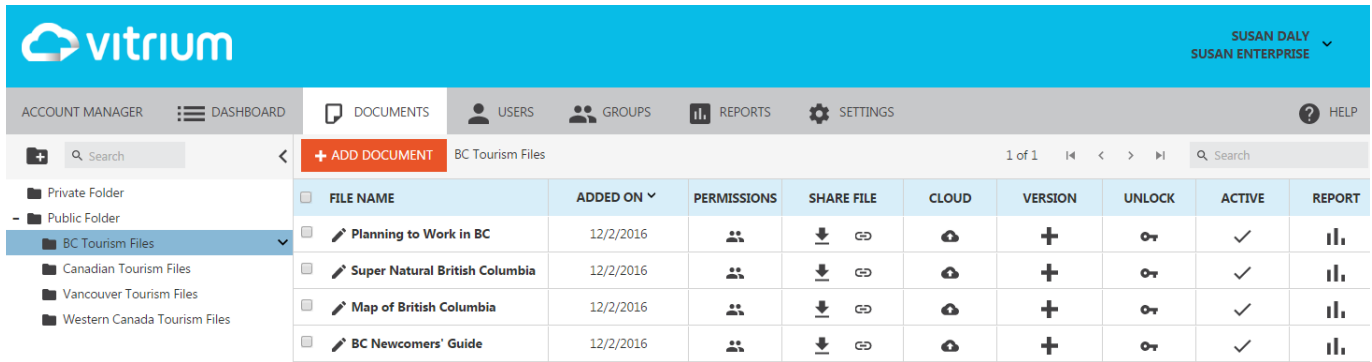 vitrium
SUSAN DALY
SUSAN ENTERPRISE
ACCOUNT MANAGER DASHBOARD DOCUMENTS USERS GROUPS REPORTS SETTINGS HELP
Search + ADD DOCUMENT BC Tourism Files 1 of 1 Search
Private Folder
Public Folder
BC Tourism Files
Canadian Tourism Files
Vancouver Tourism Files
Western Canada Tourism Files
FILE NAME ADDED ON PERMISSIONS SHARE FILE CLOUD VERSION UNLOCK ACTIVE REPORT
Planning to Work in BC 12/2/2016
Super Natural British Columbia 12/2/2016
Map of British Columbia 12/2/2016
BC Newcomers' Guide 12/2/2016